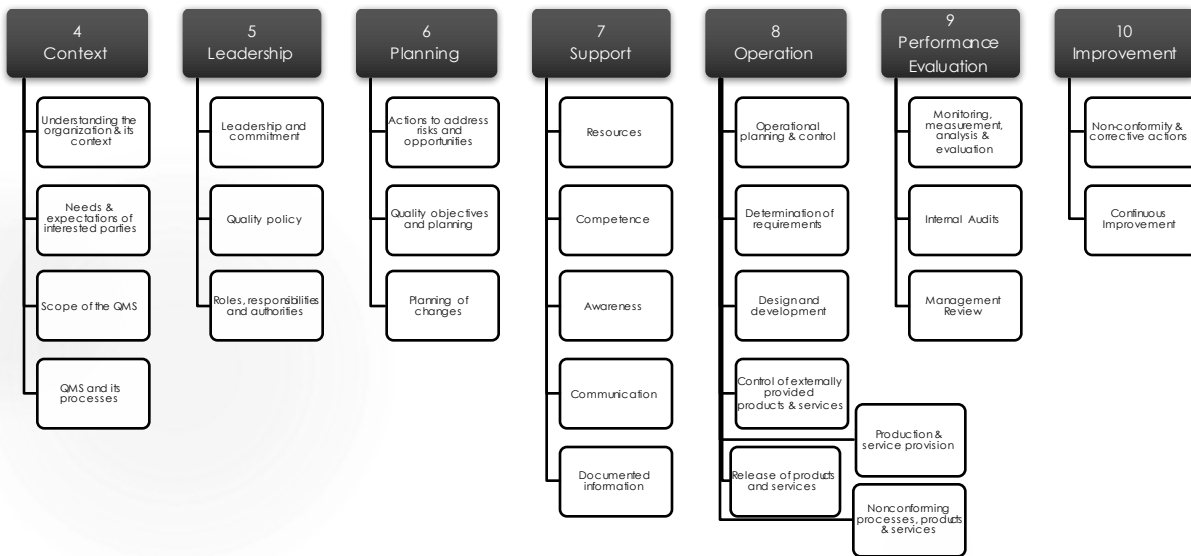 4
Context
Understanding the
organization & its
context
Needs &
expectations of
interested parties
Scope of the QMS
QMS and its
processes
5
Leadership
Leadership and
commitment
Quality policy
Roles, responsibilities
and authorities
6
Planning
Actions to address
risks and
opportunities
Quality objectives
and planning
Planning of
changes
7
Support
Resources
Competence
Awareness
Communication
Documented
information
8
Operation
Operational
planning & control
Determination of
requirements
Design and
development
Control of externally
provided
products & services
Production &
service provision
Release of products
and services
Nonconforming
processes, products
& services
9
Performance
Evaluation
Monitoring,
measurement,
analysis &
evaluation
Internal Audits
Management
Review
10
Improvement
Non-conformity &
corrective actions
Continuous
Improvement